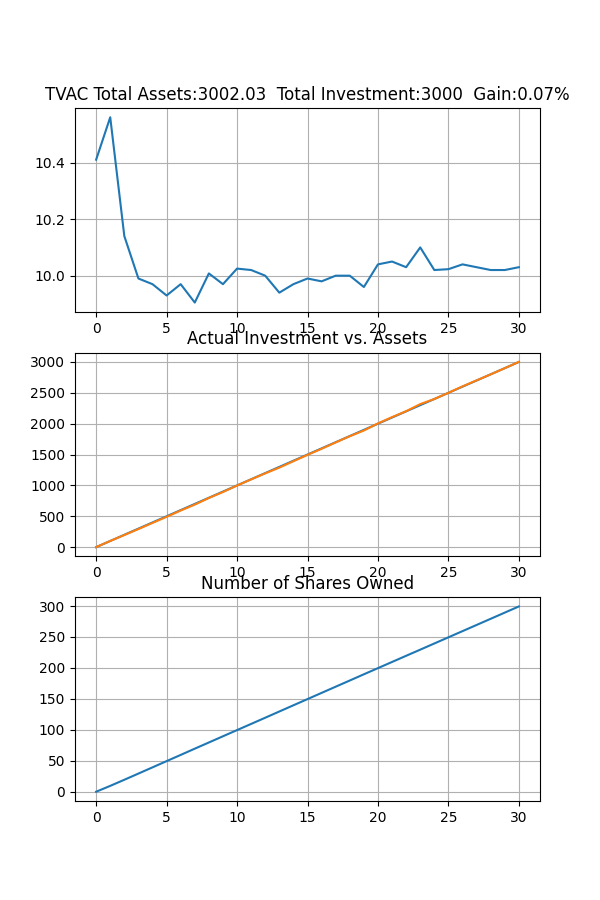 TVAC Total Assets:3002.03  Total Investment:3000  Gain:0.07%
10.4
10.2
10.0
0 5 10 15 20 25 30
Actual Investment vs. Assets
3000
2500
2000
1500
1000
500
0
0 5 10 15 20 25 30
Number of Shares Owned
300
250
200
150
100
50
0
0 5 10 15 20 25 30